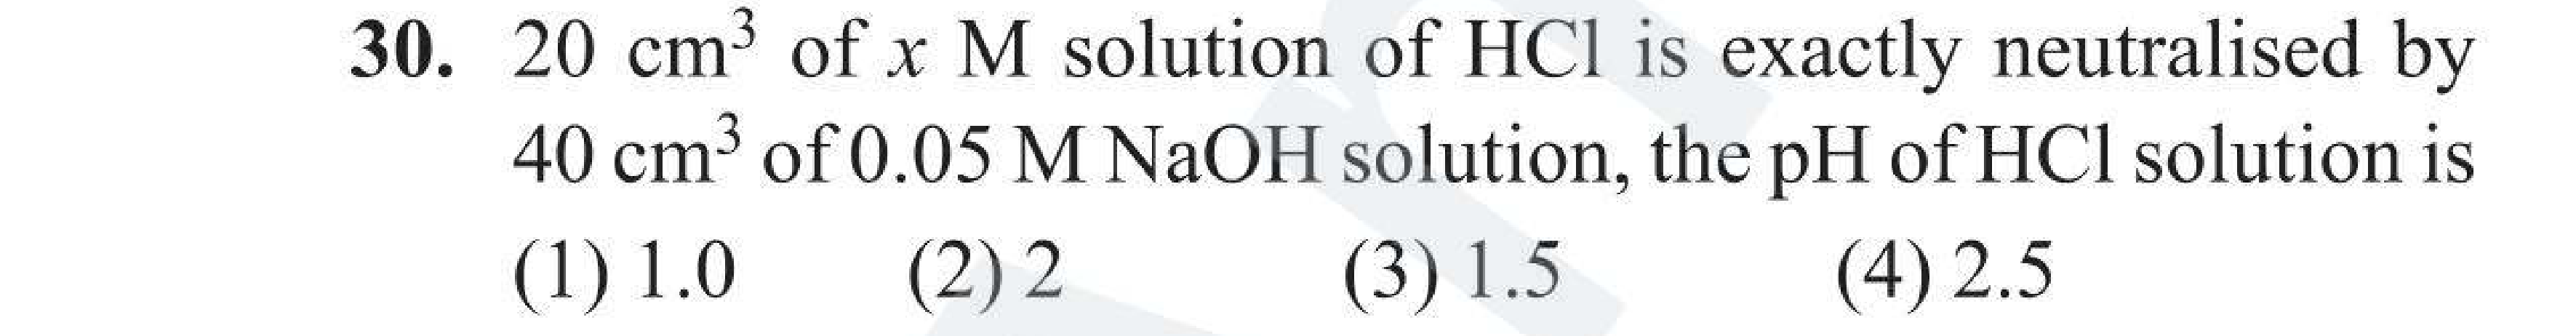 30. 20 cm³ of x M solution of HCl is exactly neutralised by
40 cm³ of 0.05 M NaOH solution, the pH of HCl solution is
(1) 1.0 (2) 2 (3) 1.5 (4) 2.5